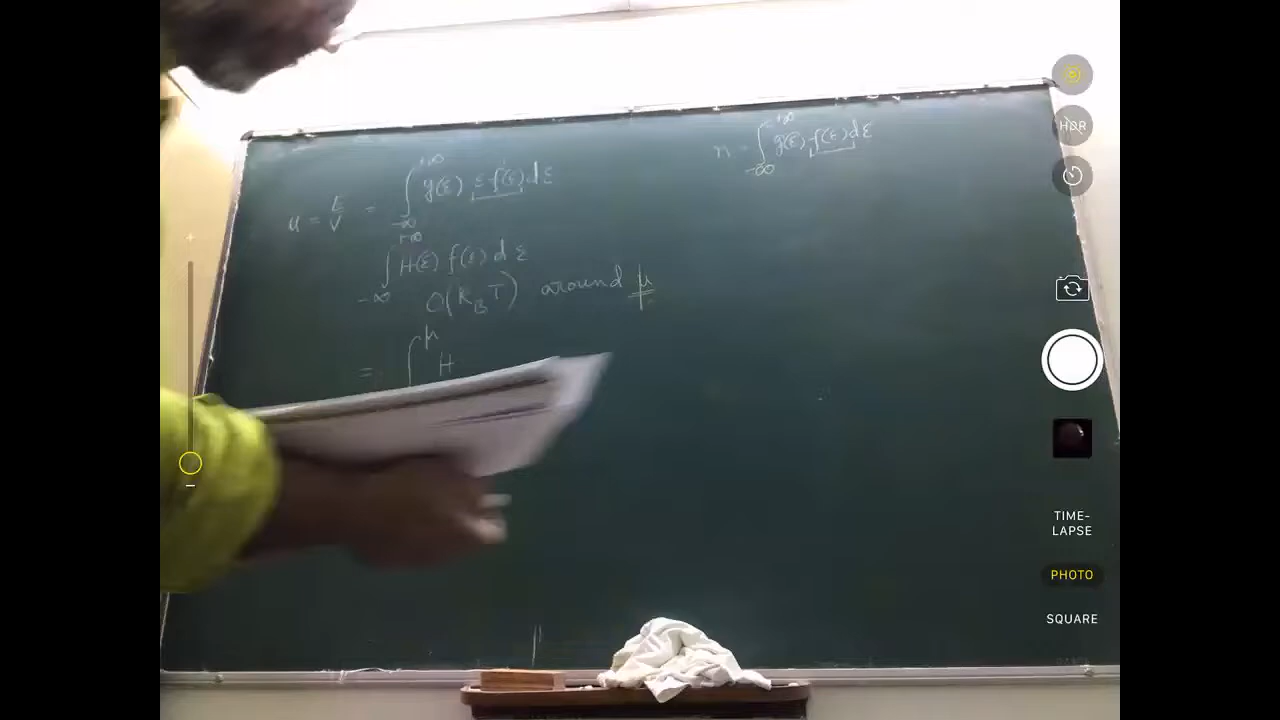 u = E/V = ∫_{-∞}^{+∞} g(ε) ε f(ε) dε
n = ∫_{-∞}^{+∞} g(ε) f(ε) dε
∫_{-∞}^{+∞} H(ε) f(ε) dε
O(K_B T) around μ
= ∫^{μ} H
HDR
TIME-
LAPSE
PHOTO
SQUARE